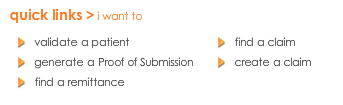 quick links > i want to
validate a patient
generate a Proof of Submission
find a remittance
find a claim
create a claim